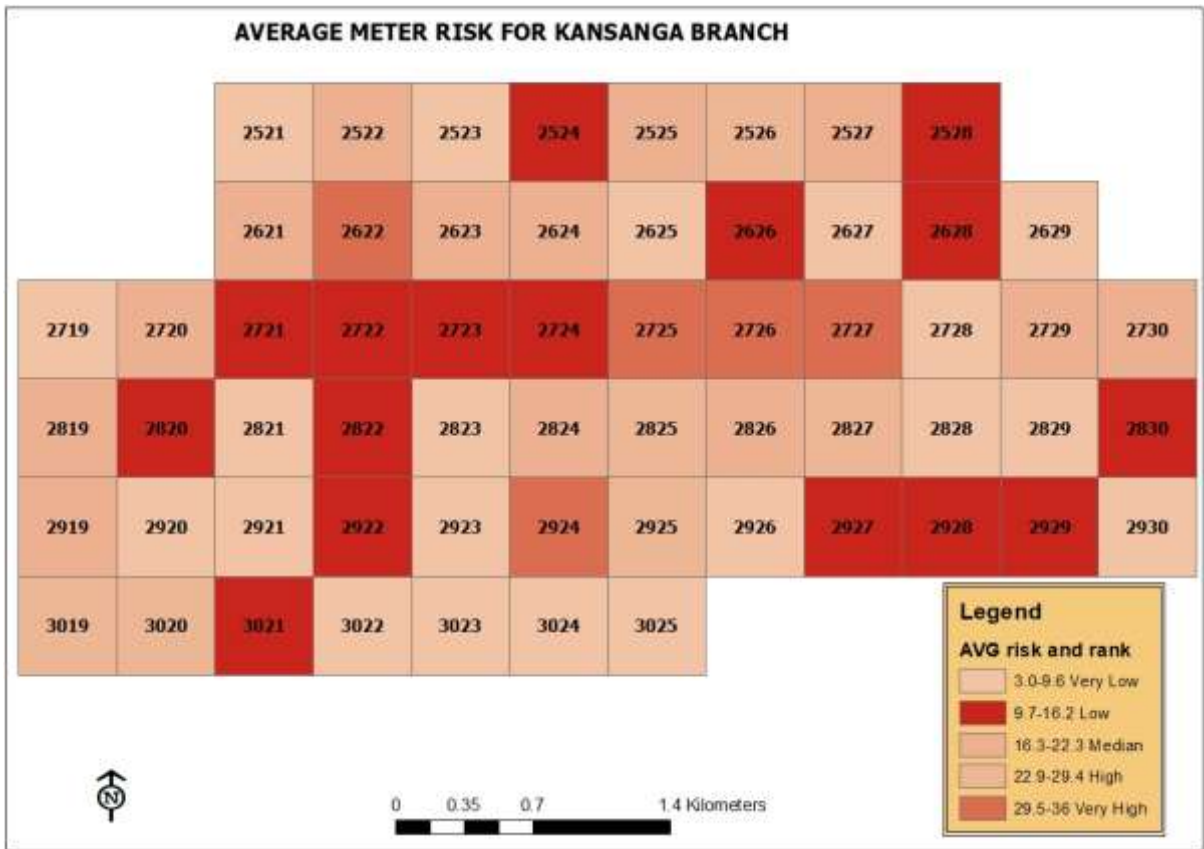 AVERAGE METER RISK FOR KANSANGA BRANCH
2521 2522 2523 2524 2525 2526 2527 2528
2621 2622 2623 2624 2625 2626 2627 2628 2629
2719 2720 2721 2722 2723 2724 2725 2726 2727 2728 2729 2730
2819 2820 2821 2822 2823 2824 2825 2826 2827 2828 2829 2830
2919 2920 2921 2922 2923 2924 2925 2926 2927 2928 2929 2930
3019 3020 3021 3022 3023 3024 3025
Legend
AVG risk and rank
3.0-9.6 Very Low
9.7-16.2 Low
16.3-22.3 Median
22.9-29.4 High
29.5-36 Very High
N
0 0.35 0.7 1.4 Kilometers